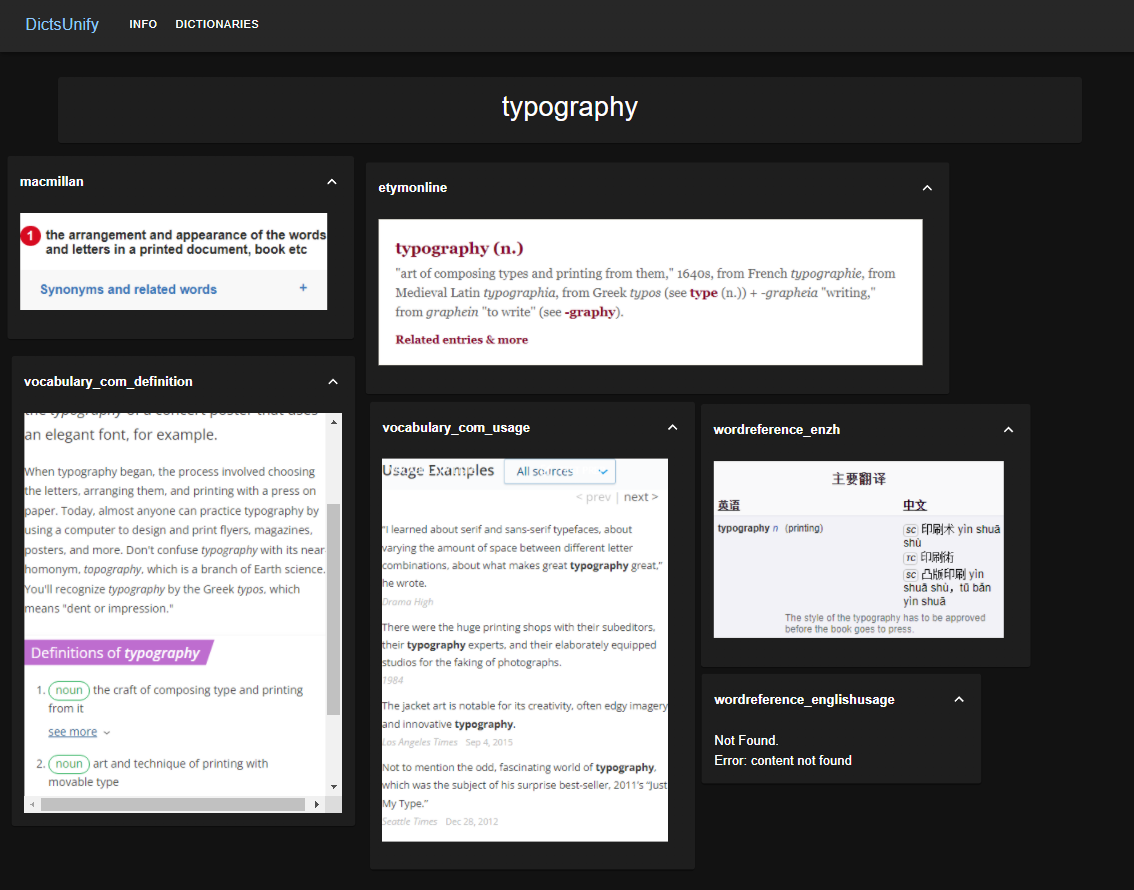 DictsUnify INFO DICTIONARIES
typography
macmillan
1 the arrangement and appearance of the words
and letters in a printed document, book etc
Synonyms and related words +
etymonline
typography (n.)
"art of composing types and printing from them," 1640s, from French typographie, from
Medieval Latin typographia, from Greek typos (see type (n.)) + -grapheia "writing,"
from graphein "to write" (see -graphy).
Related entries & more
vocabulary_com_definition
the typography of a concert poster that uses
an elegant font, for example.
When typography began, the process involved choosing
the letters, arranging them, and printing with a press on
paper. Today, almost anyone can practice typography by
using a computer to design and print flyers, magazines,
posters, and more. Don't confuse typography with its near
homonym, topography, which is a branch of Earth science.
You'll recognize typography by the Greek typos, which
means "dent or impression."
Definitions of typography
1. noun the craft of composing type and printing
from it
see more
2. noun art and technique of printing with
movable type
vocabulary_com_usage
Usage Examples All sources
< prev | next >
"I learned about serif and sans-serif typefaces, about
varying the amount of space between different letter
combinations, about what makes great typography great,"
he wrote.
Drama High
There were the huge printing shops with their subeditors,
their typography experts, and their elaborately equipped
studios for the faking of photographs.
1984
The jacket art is notable for its creativity, often edgy imagery
and innovative typography.
Los Angeles Times Sep 4, 2015
Not to mention the odd, fascinating world of typography,
which was the subject of his surprise best-seller, 2011's "Just
My Type."
Seattle Times Dec 28, 2012
wordreference_enzh
主要翻译
英语 中文
typography n (printing) sc 印刷术 yìn shuā
shù
TC 印刷術
sc 凸版印刷 yìn
shuā shù, tū bǎn
yìn shuā
The style of the typography has to be approved
before the book goes to press.
wordreference_englishusage
Not Found.
Error: content not found